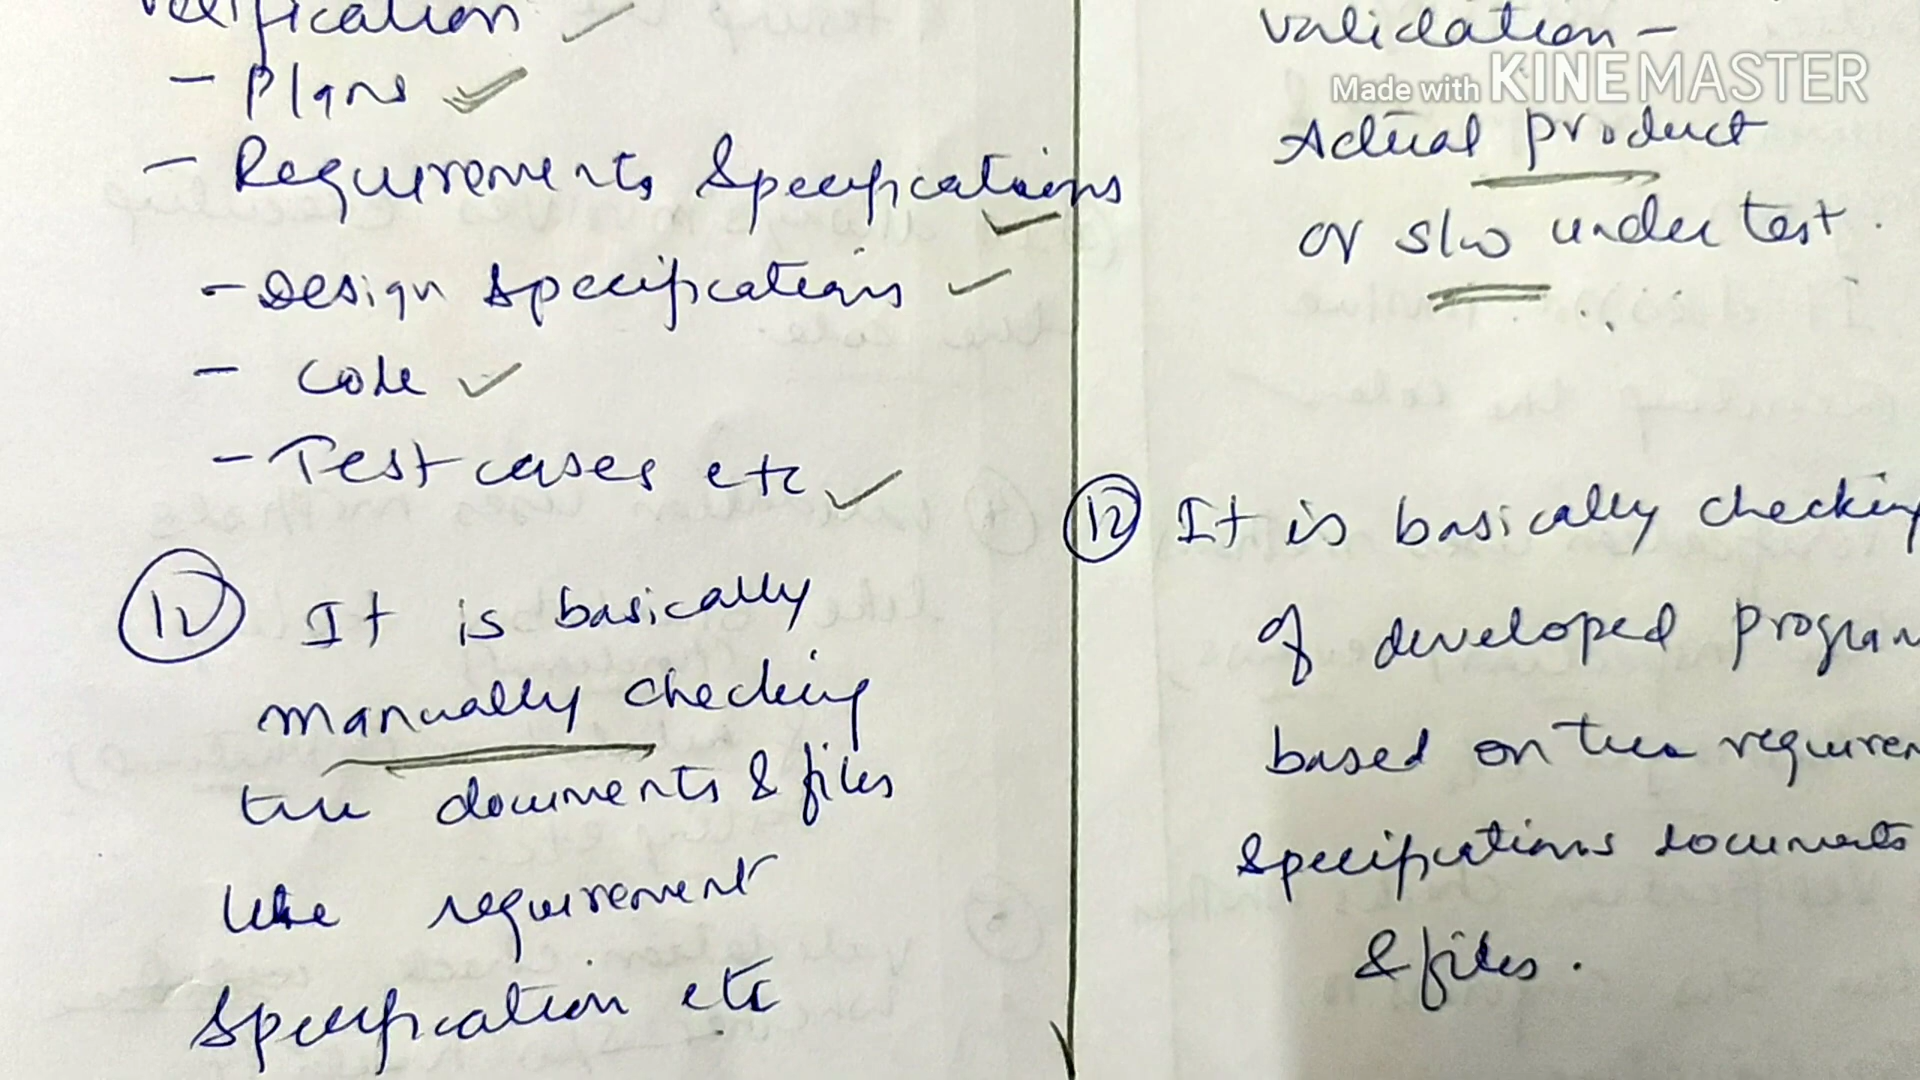 verification
- Plans
- Requirements Specifications
- Design Specifications
- Code
- Test cases etc
12 It is basically
manually checking
the documents & files
like requirement
Specification etc
validation -
Made with KINEMASTER
Actual product
or s/w under test.
12 It is basically checking
of developed program
based on the requirem
Specifications documents
& files.